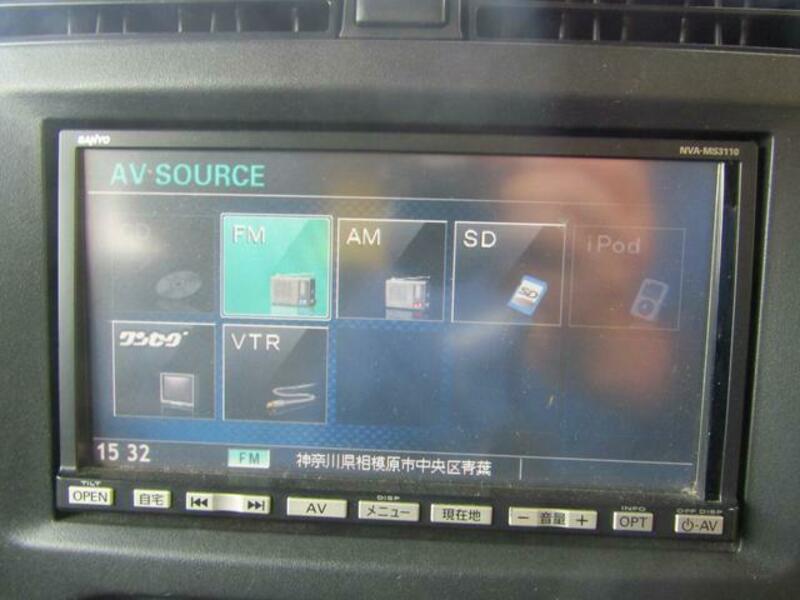 SANYO
NVA-MS3110
AV SOURCE
CD
FM
AM
SD
iPod
SD
ワンセグ
VTR
15 32
FM
神奈川県相模原市中央区青葉
TILT
DISP
INFO
OFF DISP
OPEN
自宅
AV
メニュー
現在地
− 音量 +
OPT
-AV